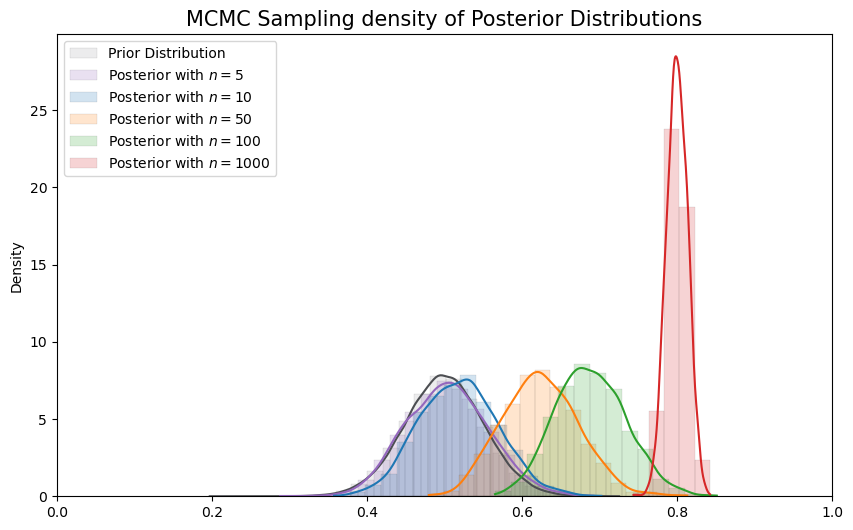 MCMC Sampling density of Posterior Distributions
Prior Distribution
Posterior with n = 5
Posterior with n = 10
Posterior with n = 50
Posterior with n = 100
Posterior with n = 1000
Density
25
20
15
10
5
0
0.0 0.2 0.4 0.6 0.8 1.0